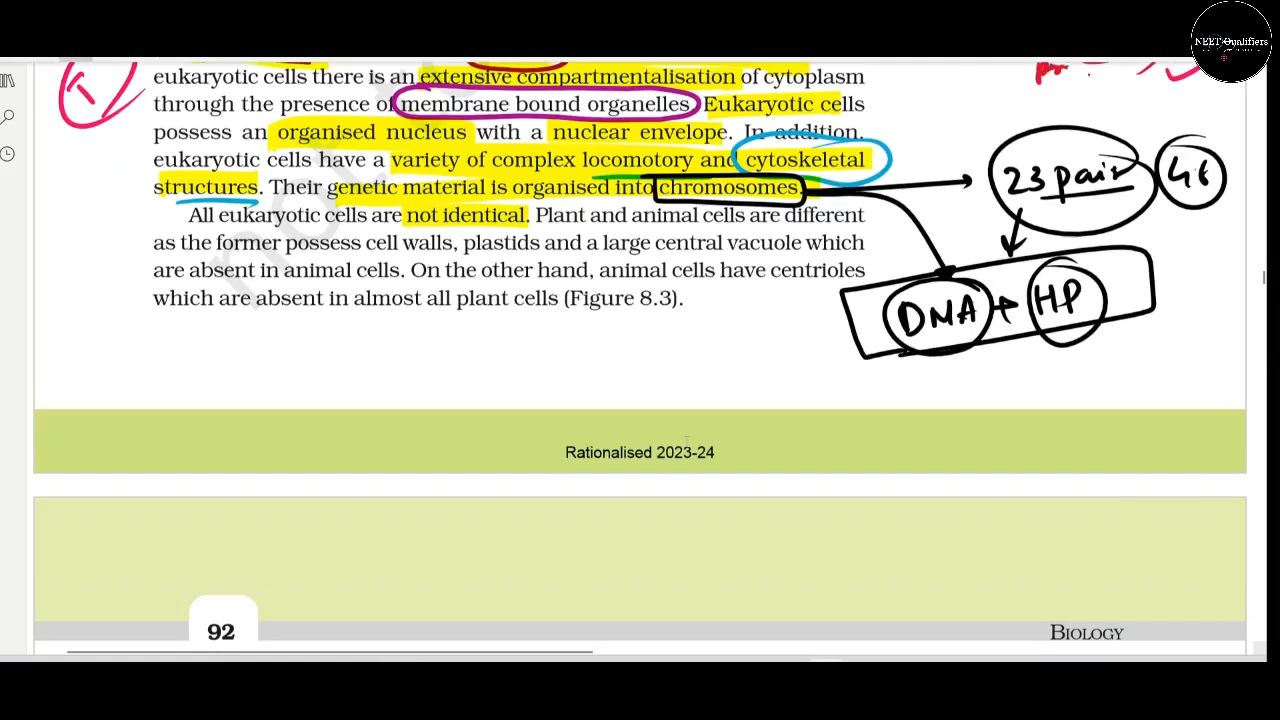 NEET Qualifiers
eukaryotic cells there is an extensive compartmentalisation of cytoplasm
through the presence of membrane bound organelles. Eukaryotic cells
possess an organised nucleus with a nuclear envelope. In addition,
eukaryotic cells have a variety of complex locomotory and cytoskeletal
structures. Their genetic material is organised into chromosomes.
All eukaryotic cells are not identical. Plant and animal cells are different
as the former possess cell walls, plastids and a large central vacuole which
are absent in animal cells. On the other hand, animal cells have centrioles
which are absent in almost all plant cells (Figure 8.3).
23 pair 46
DNA + HP
Rationalised 2023-24
92
BIOLOGY